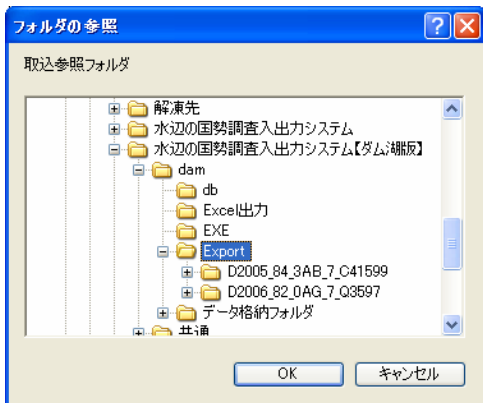 フォルダの参照
取込参照フォルダ
解凍先
水辺の国勢調査入出力システム
水辺の国勢調査入出力システム【ダム湖版】
dam
db
Excel出力
EXE
Export
D2005_84_3AB_7_C41599
D2006_82_0AG_7_Q3597
データ格納フォルダ
共通
OK
キャンセル